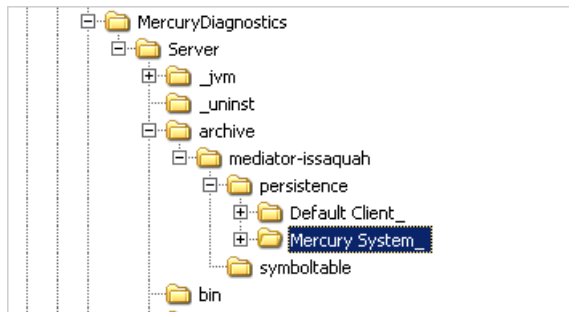 MercuryDiagnostics
Server
_jvm
_uninst
archive
mediator-issaquah
persistence
Default Client_
Mercury System_
symboltable
bin